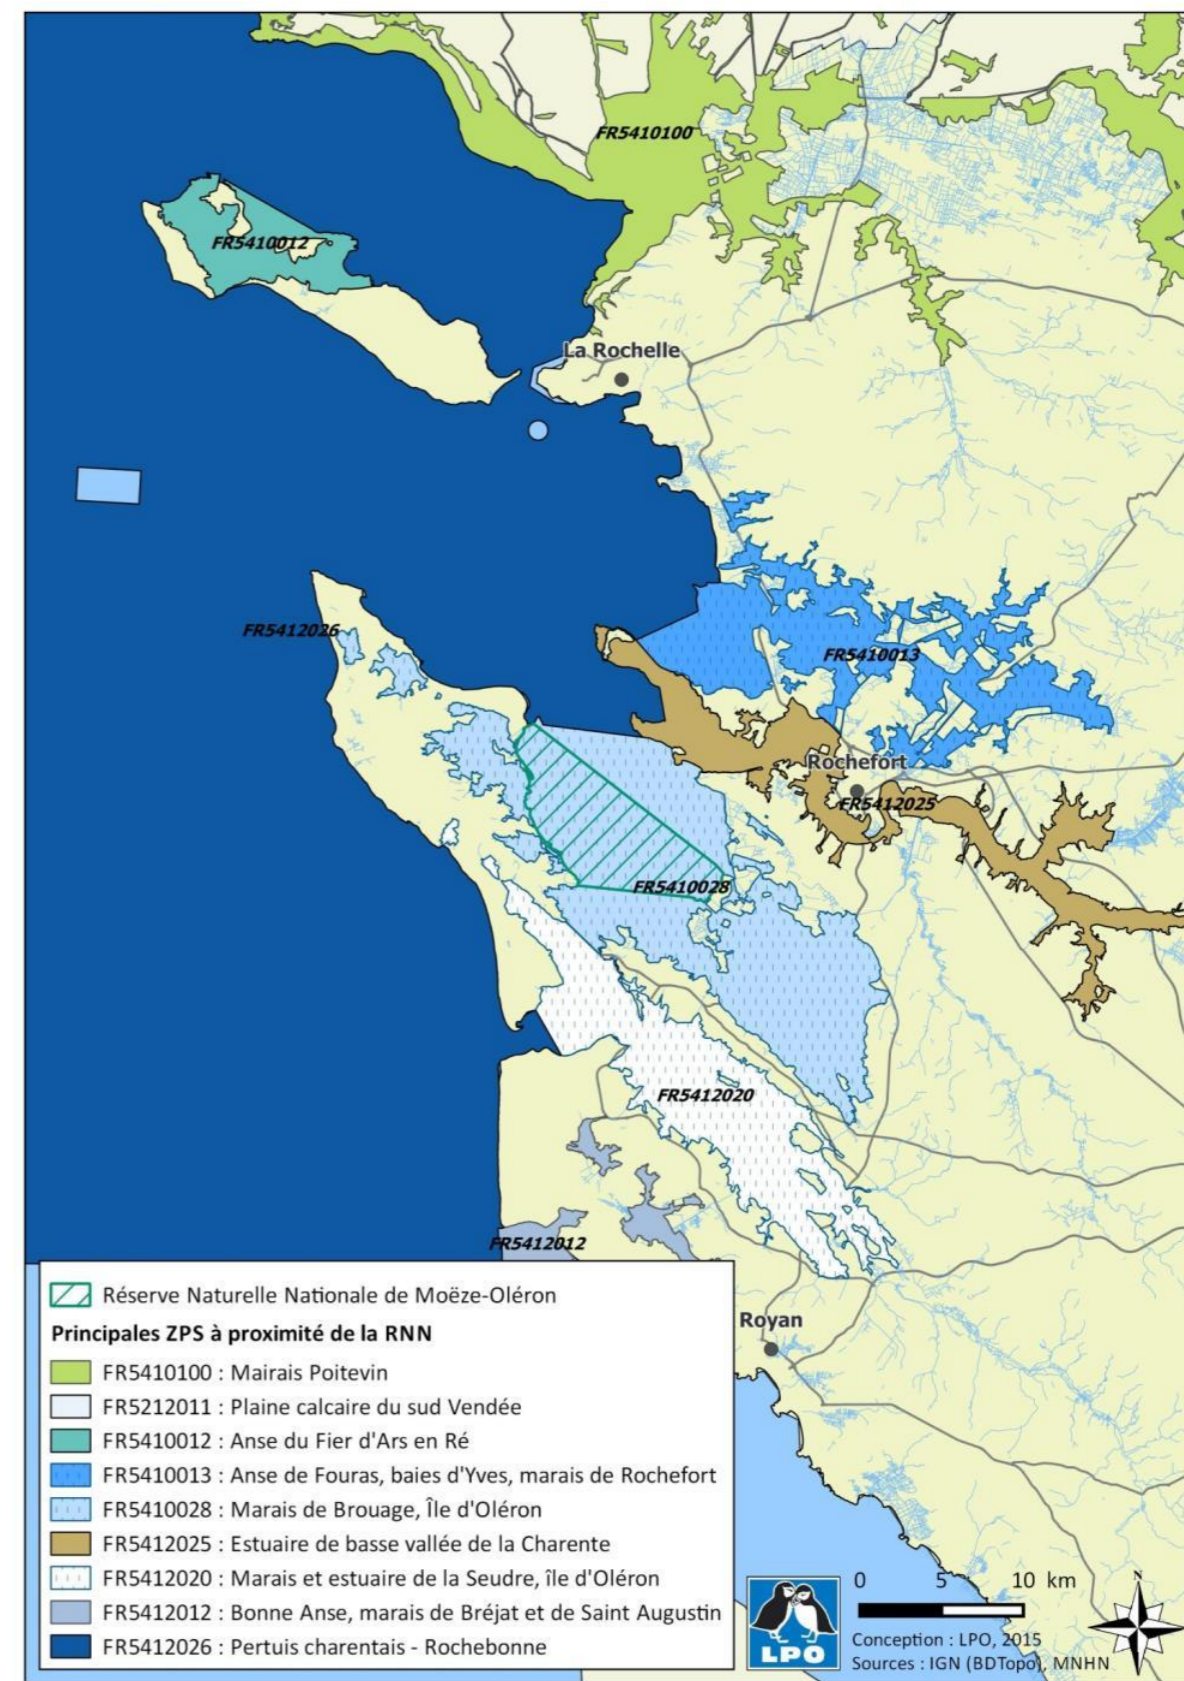 FR5410100
FR5410012
La Rochelle
FR5412026
FR5410013
Rochefort
FR5412025
FR5410028
FR5412020
FR5412012
Royan
Réserve Naturelle Nationale de Moëze-Oléron
Principales ZPS à proximité de la RNN
FR5410100 : Mairais Poitevin
FR5212011 : Plaine calcaire du sud Vendée
FR5410012 : Anse du Fier d'Ars en Ré
FR5410013 : Anse de Fouras, baies d'Yves, marais de Rochefort
FR5410028 : Marais de Brouage, Île d'Oléron
FR5412025 : Estuaire de basse vallée de la Charente
FR5412020 : Marais et estuaire de la Seudre, île d'Oléron
FR5412012 : Bonne Anse, marais de Bréjat et de Saint Augustin
FR5412026 : Pertuis charentais - Rochebonne
LPO
0 5 10 km
Conception : LPO, 2015
Sources : IGN (BDTopo), MNHN
N